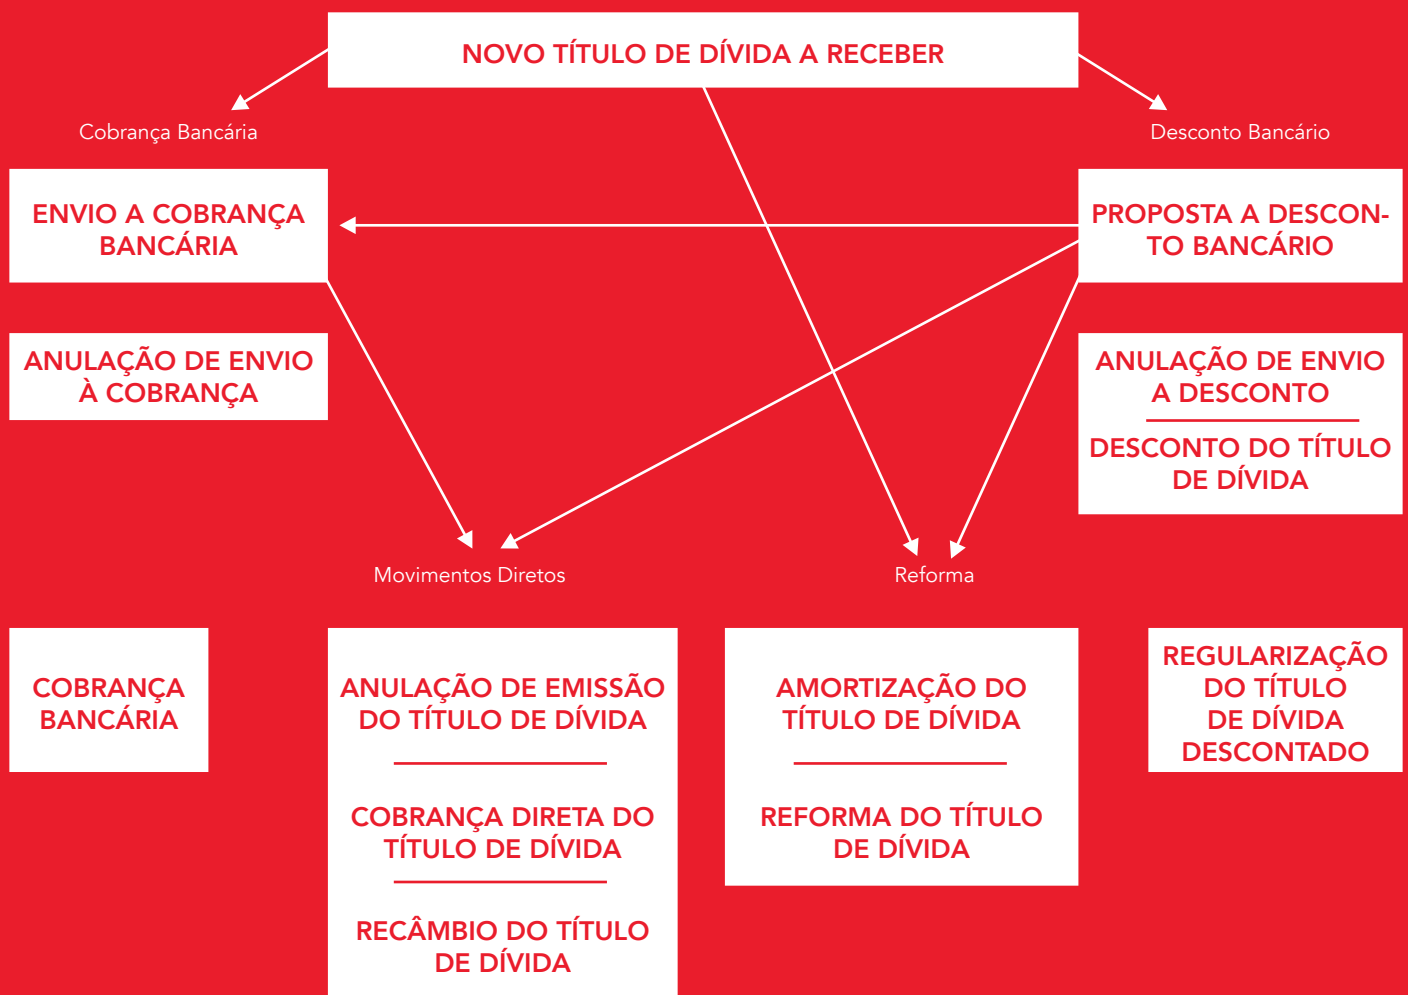 NOVO TÍTULO DE DÍVIDA A RECEBER
Cobrança Bancária
Desconto Bancário
ENVIO A COBRANÇA
BANCÁRIA
PROPOSTA A DESCON-
TO BANCÁRIO
ANULAÇÃO DE ENVIO
À COBRANÇA
ANULAÇÃO DE ENVIO
A DESCONTO
DESCONTO DO TÍTULO
DE DÍVIDA
Movimentos Diretos
Reforma
COBRANÇA
BANCÁRIA
ANULAÇÃO DE EMISSÃO
DO TÍTULO DE DÍVIDA
COBRANÇA DIRETA DO
TÍTULO DE DÍVIDA
RECÂMBIO DO TÍTULO
DE DÍVIDA
AMORTIZAÇÃO DO
TÍTULO DE DÍVIDA
REFORMA DO TÍTULO
DE DÍVIDA
REGULARIZAÇÃO
DO TÍTULO
DE DÍVIDA
DESCONTADO